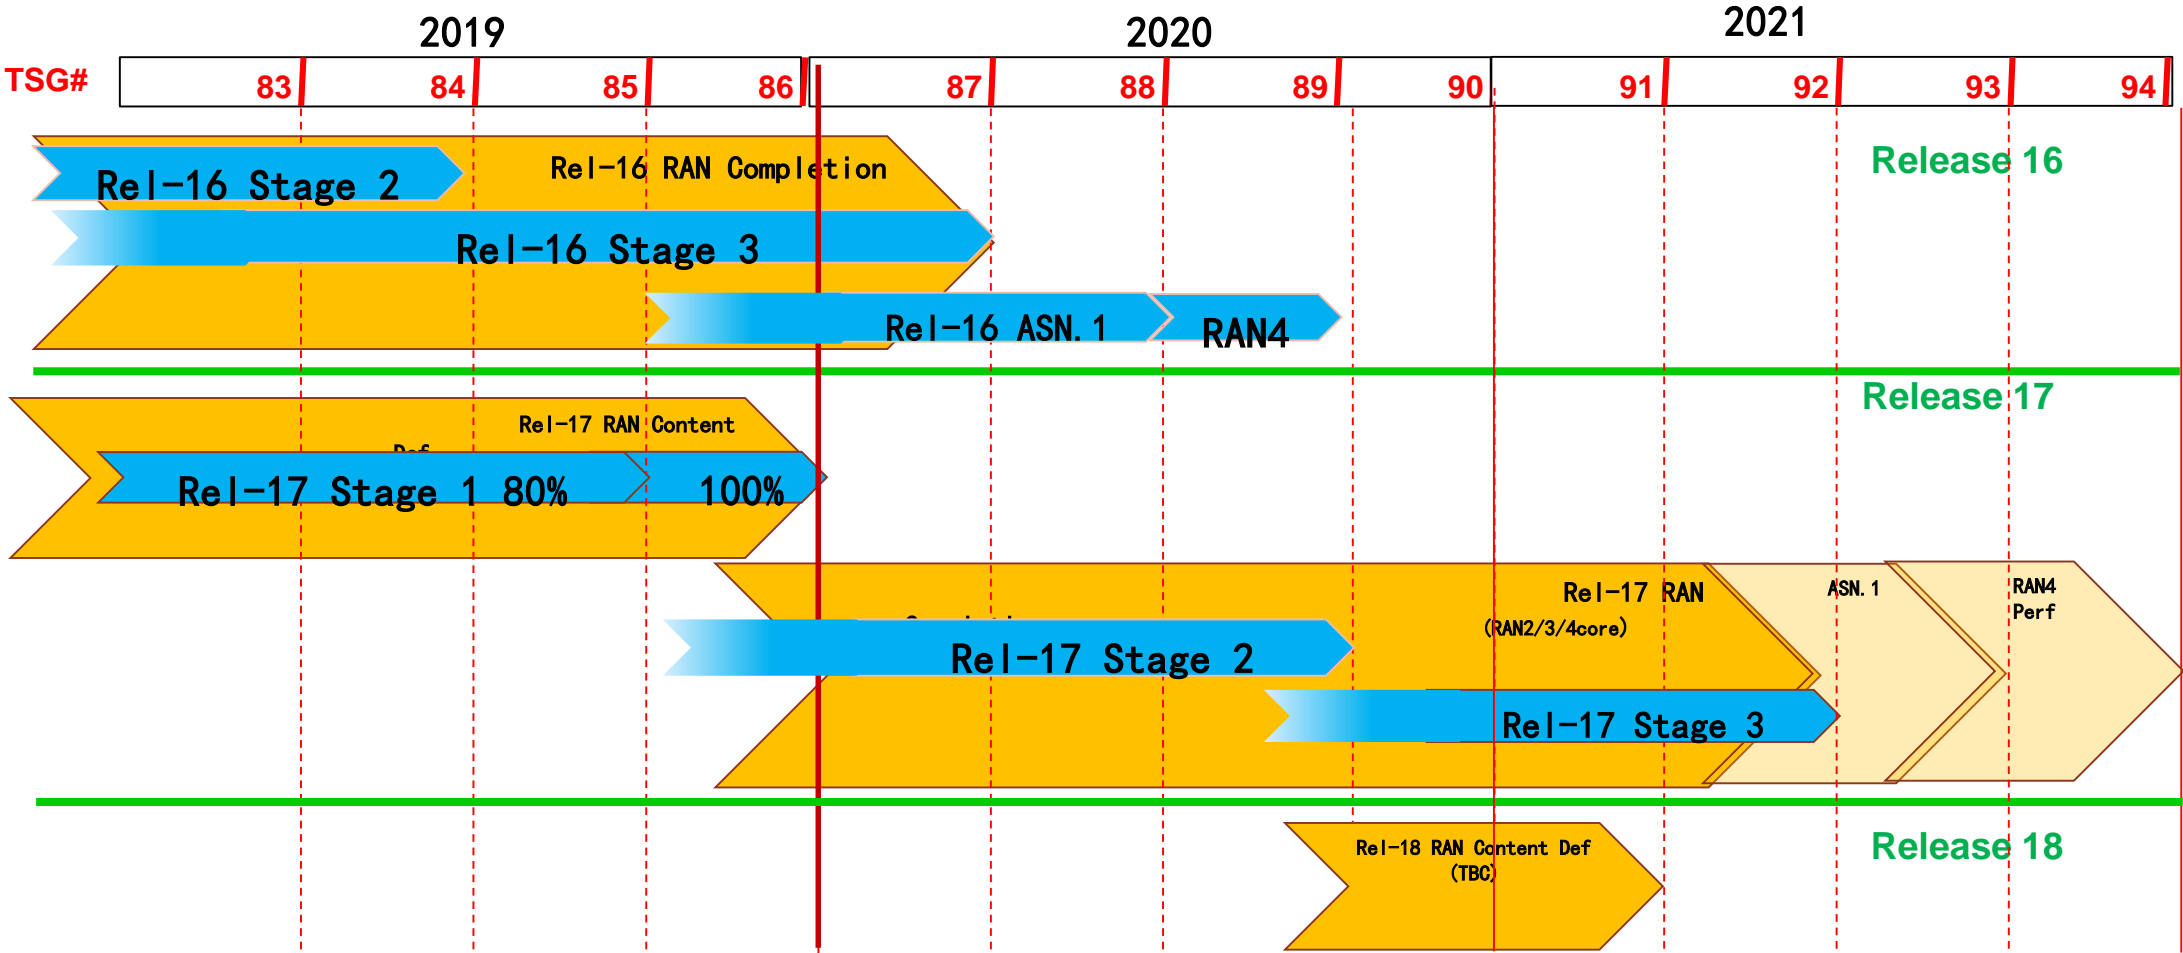 2019
2020
2021
TSG#
83
84
85
86
87
88
89
90
91
92
93
94
Rel-16 RAN Completion
Release 16
Rel-16 Stage 2
Rel-16 Stage 3
Rel-16 ASN.1
RAN4
Release 17
Rel-17 RAN Content
Def
Rel-17 Stage 1 80%
100%
Rel-17 RAN
(RAN2/3/4core)
ASN.1
RAN4
Perf
Rel-17 Stage 2
Rel-17 Stage 3
Release 18
Rel-18 RAN Content Def
(TBC)